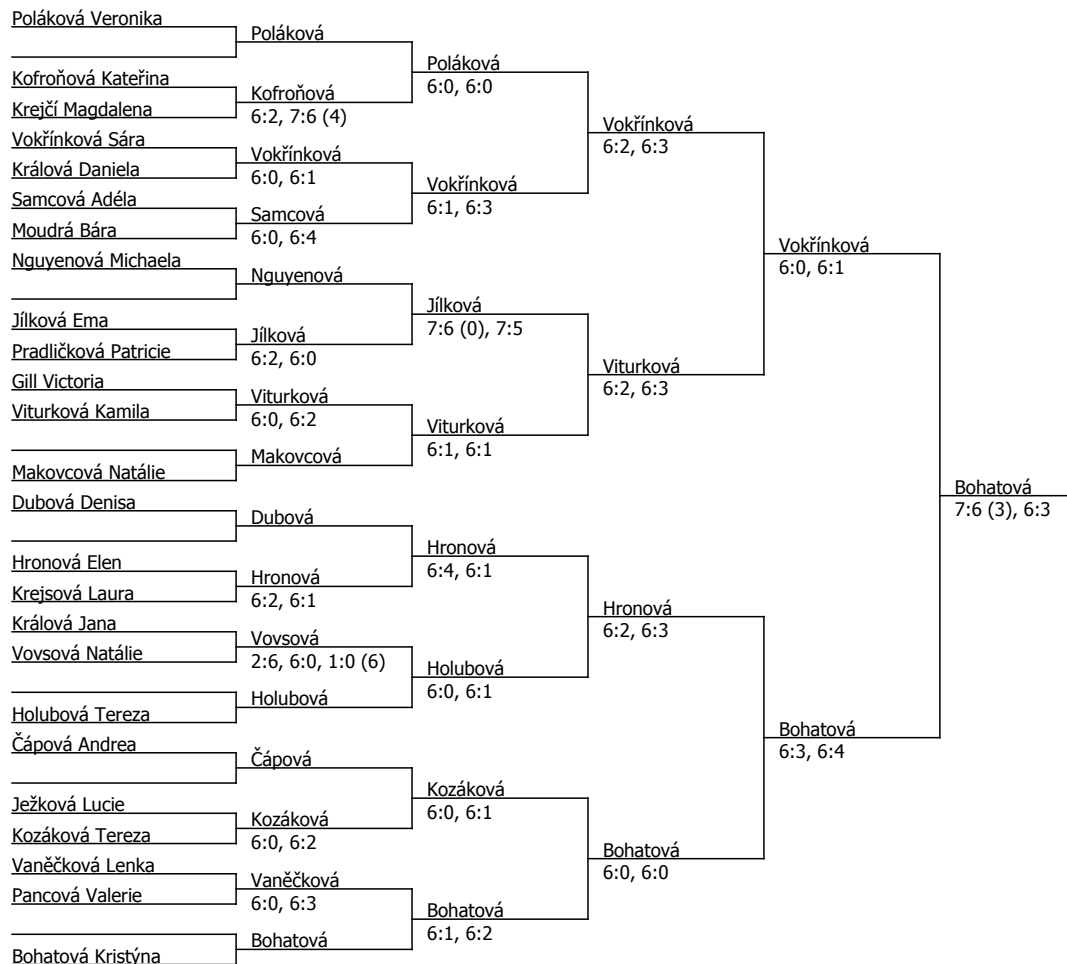 Poláková Veronika
Kofroňová Kateřina
Krejčí Magdalena
Vokřínková Sára
Králová Daniela
Samcová Adéla
Moudrá Bára
Nguyenová Michaela
Jílková Ema
Pradličková Patricie
Gill Victoria
Viturková Kamila
Makovcová Natálie
Dubová Denisa
Hronová Elen
Krejsová Laura
Králová Jana
Vovsová Natálie
Holubová Tereza
Čápová Andrea
Ježková Lucie
Kozáková Tereza
Vaněčková Lenka
Pancová Valerie
Bohatová Kristýna
Poláková
Kofroňová
6:2, 7:6 (4)
Vokřínková
6:0, 6:1
Samcová
6:0, 6:4
Nguyenová
Jílková
6:2, 6:0
Viturková
6:0, 6:2
Makovcová
Dubová
Hronová
6:2, 6:1
Vovsová
2:6, 6:0, 1:0 (6)
Holubová
Čápová
Kozáková
6:0, 6:2
Vaněčková
6:0, 6:3
Bohatová
Poláková
6:0, 6:0
Vokřínková
6:1, 6:3
Jílková
7:6 (0), 7:5
Viturková
6:1, 6:1
Hronová
6:4, 6:1
Holubová
6:0, 6:1
Kozáková
6:0, 6:1
Bohatová
6:1, 6:2
Vokřínková
6:2, 6:3
Viturková
6:2, 6:3
Hronová
6:2, 6:3
Bohatová
6:0, 6:0
Vokřínková
6:0, 6:1
Bohatová
6:3, 6:4
Bohatová
7:6 (3), 6:3